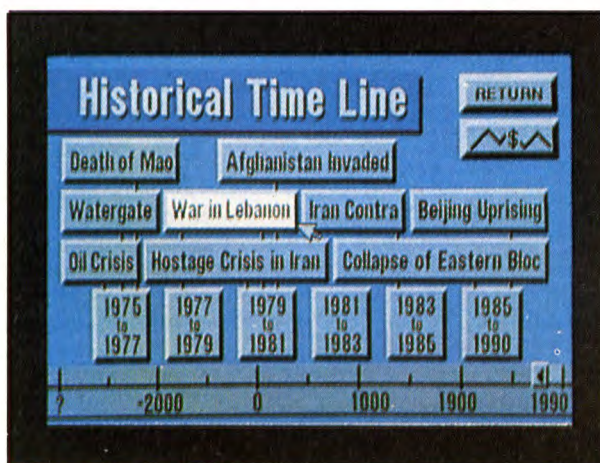 Historical Time Line
RETURN
$
Death of Mao
Afghanistan Invaded
Watergate
War in Lebanon
Iran Contra
Beijing Uprising
Oil Crisis
Hostage Crisis in Iran
Collapse of Eastern Bloc
1975 to 1977
1977 to 1979
1979 to 1981
1981 to 1983
1983 to 1985
1985 to 1990
? -2000 0 1000 1900 1990